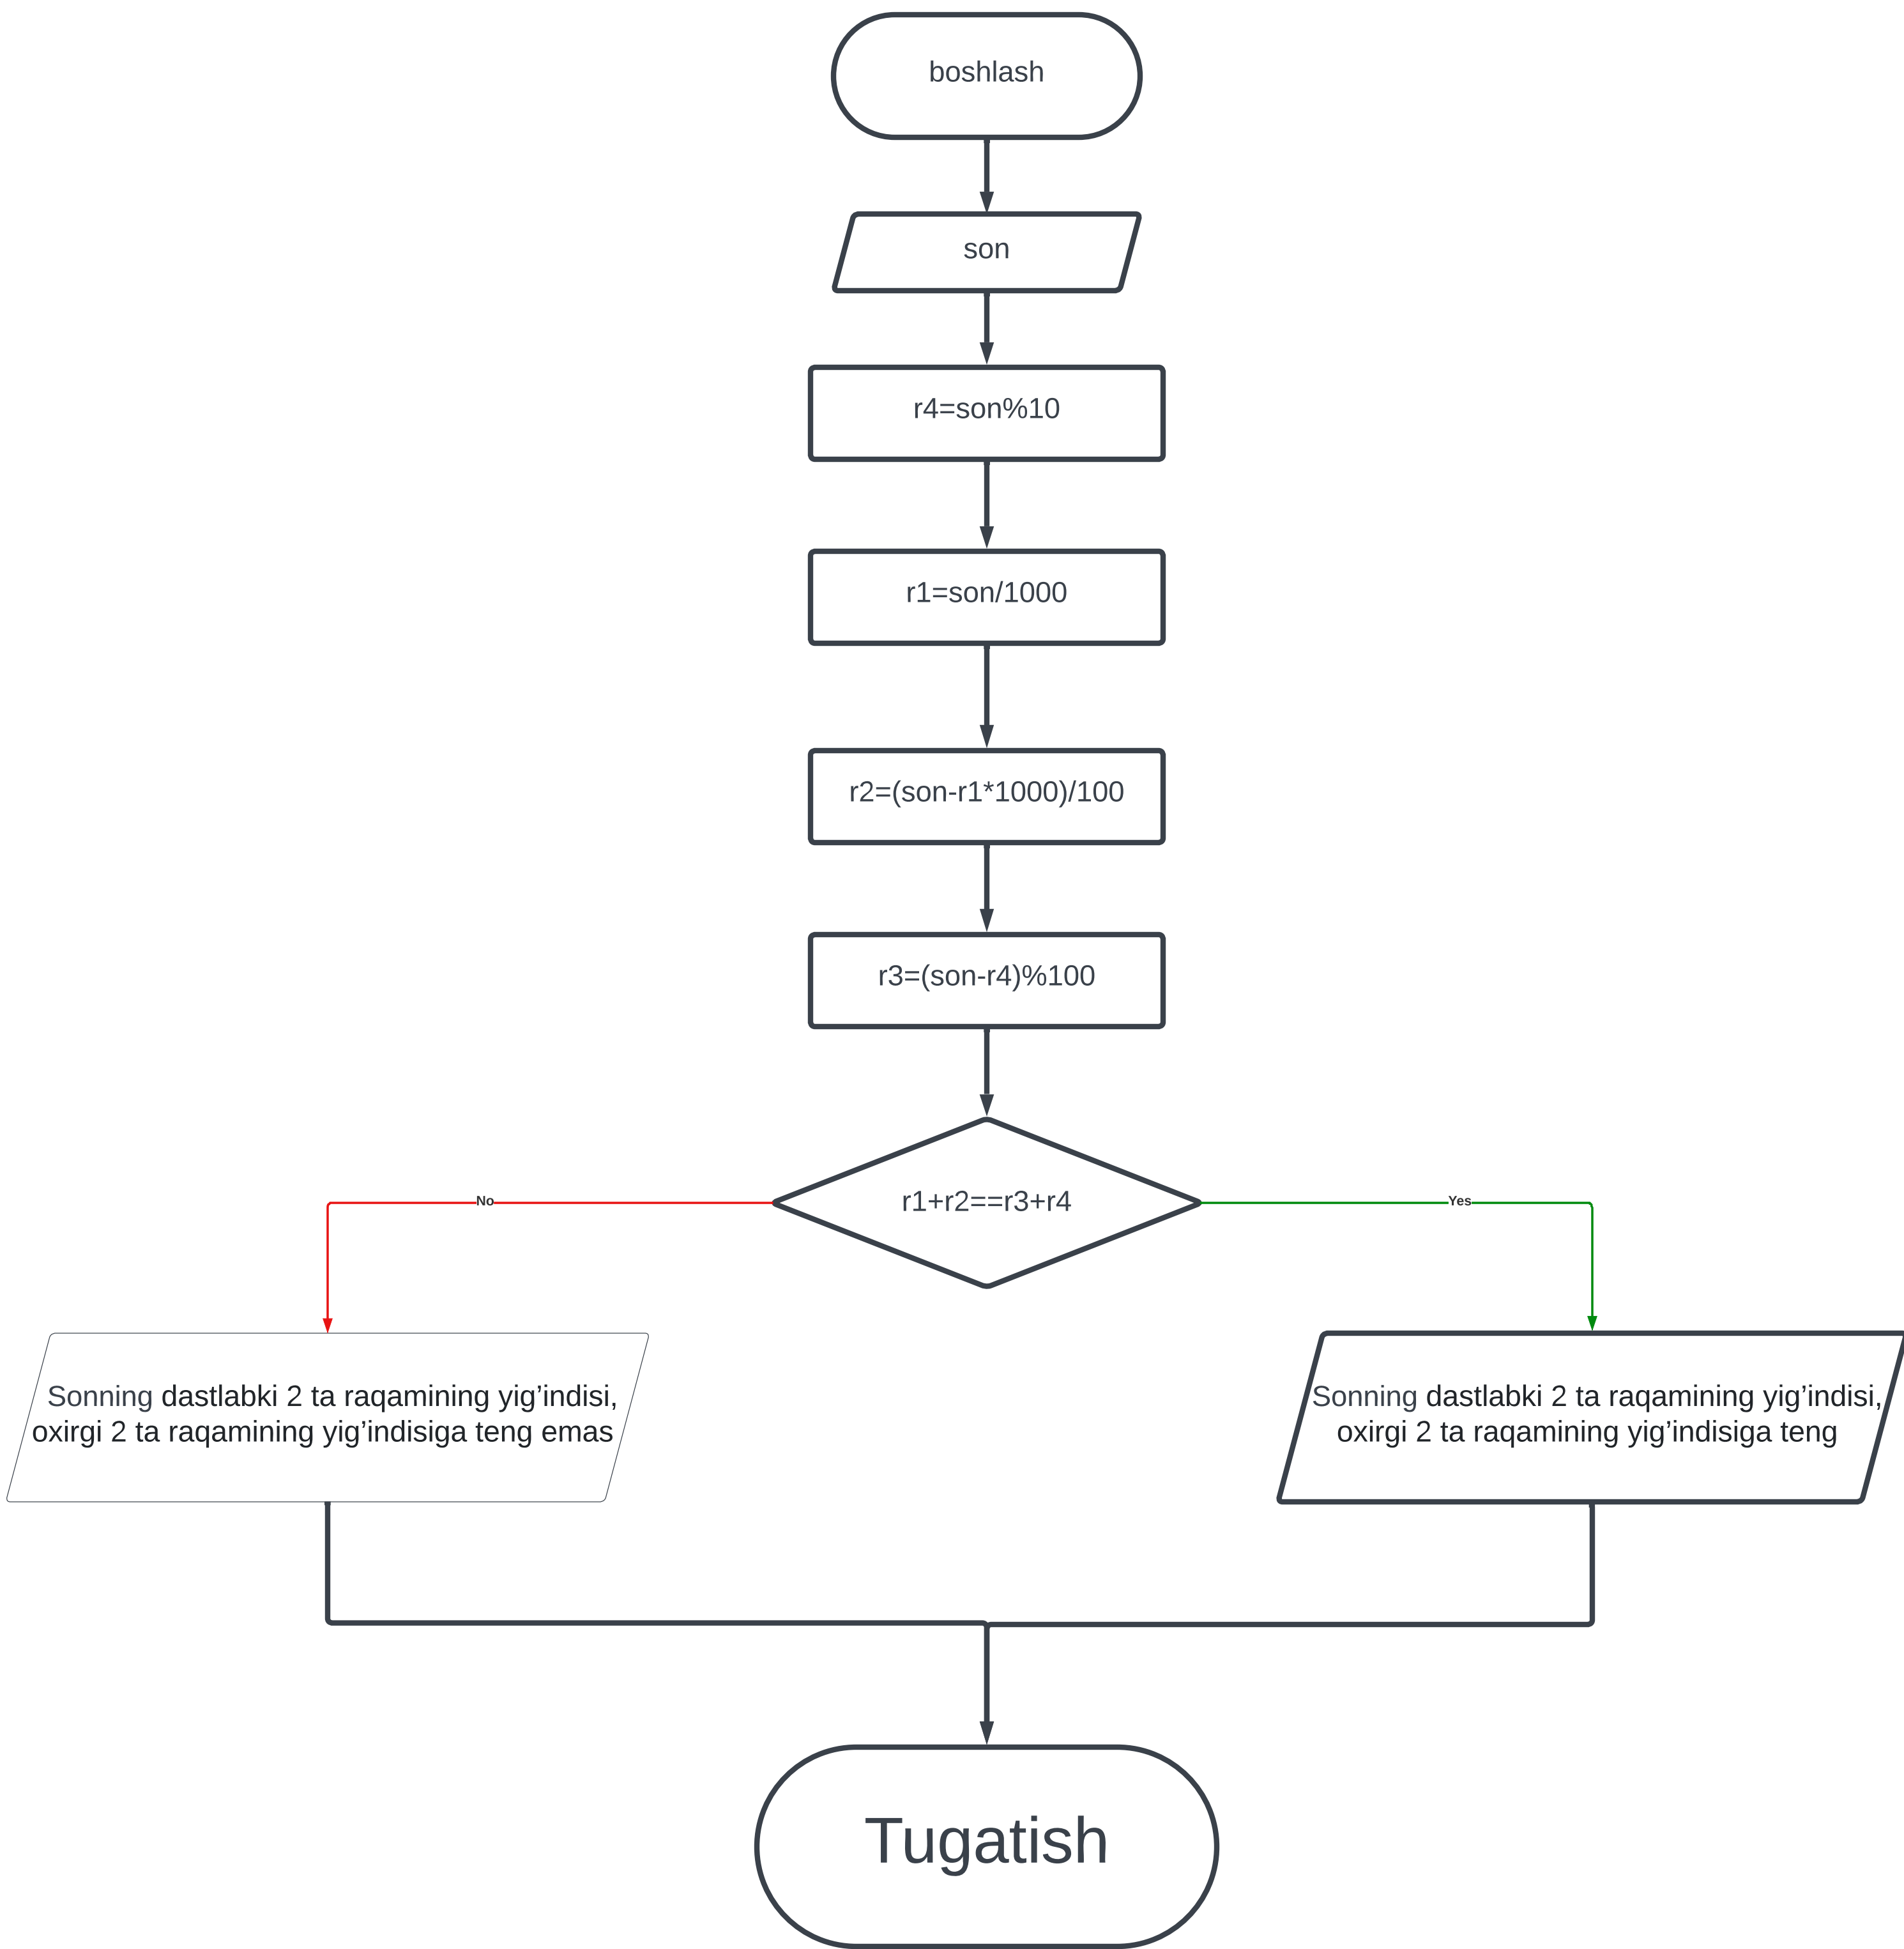 boshlash
son
r4=son%10
r1=son/1000
r2=(son-r1*1000)/100
r3=(son-r4)%100
r1+r2==r3+r4
No
Yes
Sonning dastlabki 2 ta raqamining yig’indisi,
oxirgi 2 ta raqamining yig’indisiga teng emas
Sonning dastlabki 2 ta raqamining yig’indisi,
oxirgi 2 ta raqamining yig’indisiga teng
Tugatish